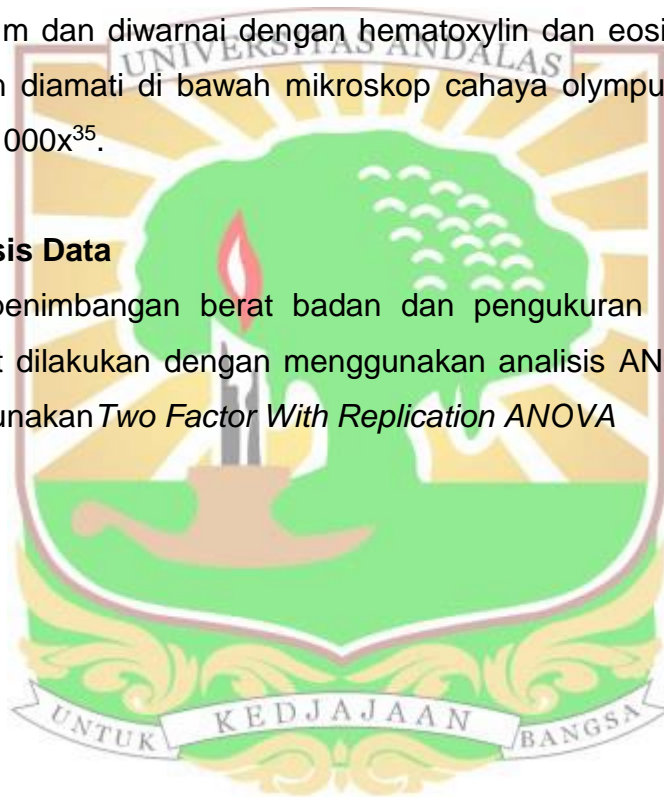 m dan diwarnai dengan hematoxylin dan eosi
UNIVERSITAS ANDALAS
diamati di bawah mikroskop cahaya olympu
000x³⁵.
sis Data
penimbangan berat badan dan pengukuran
t dilakukan dengan menggunakan analisis AN
unakan Two Factor With Replication ANOVA
UNTUK KEDJAJAAN BANGSA